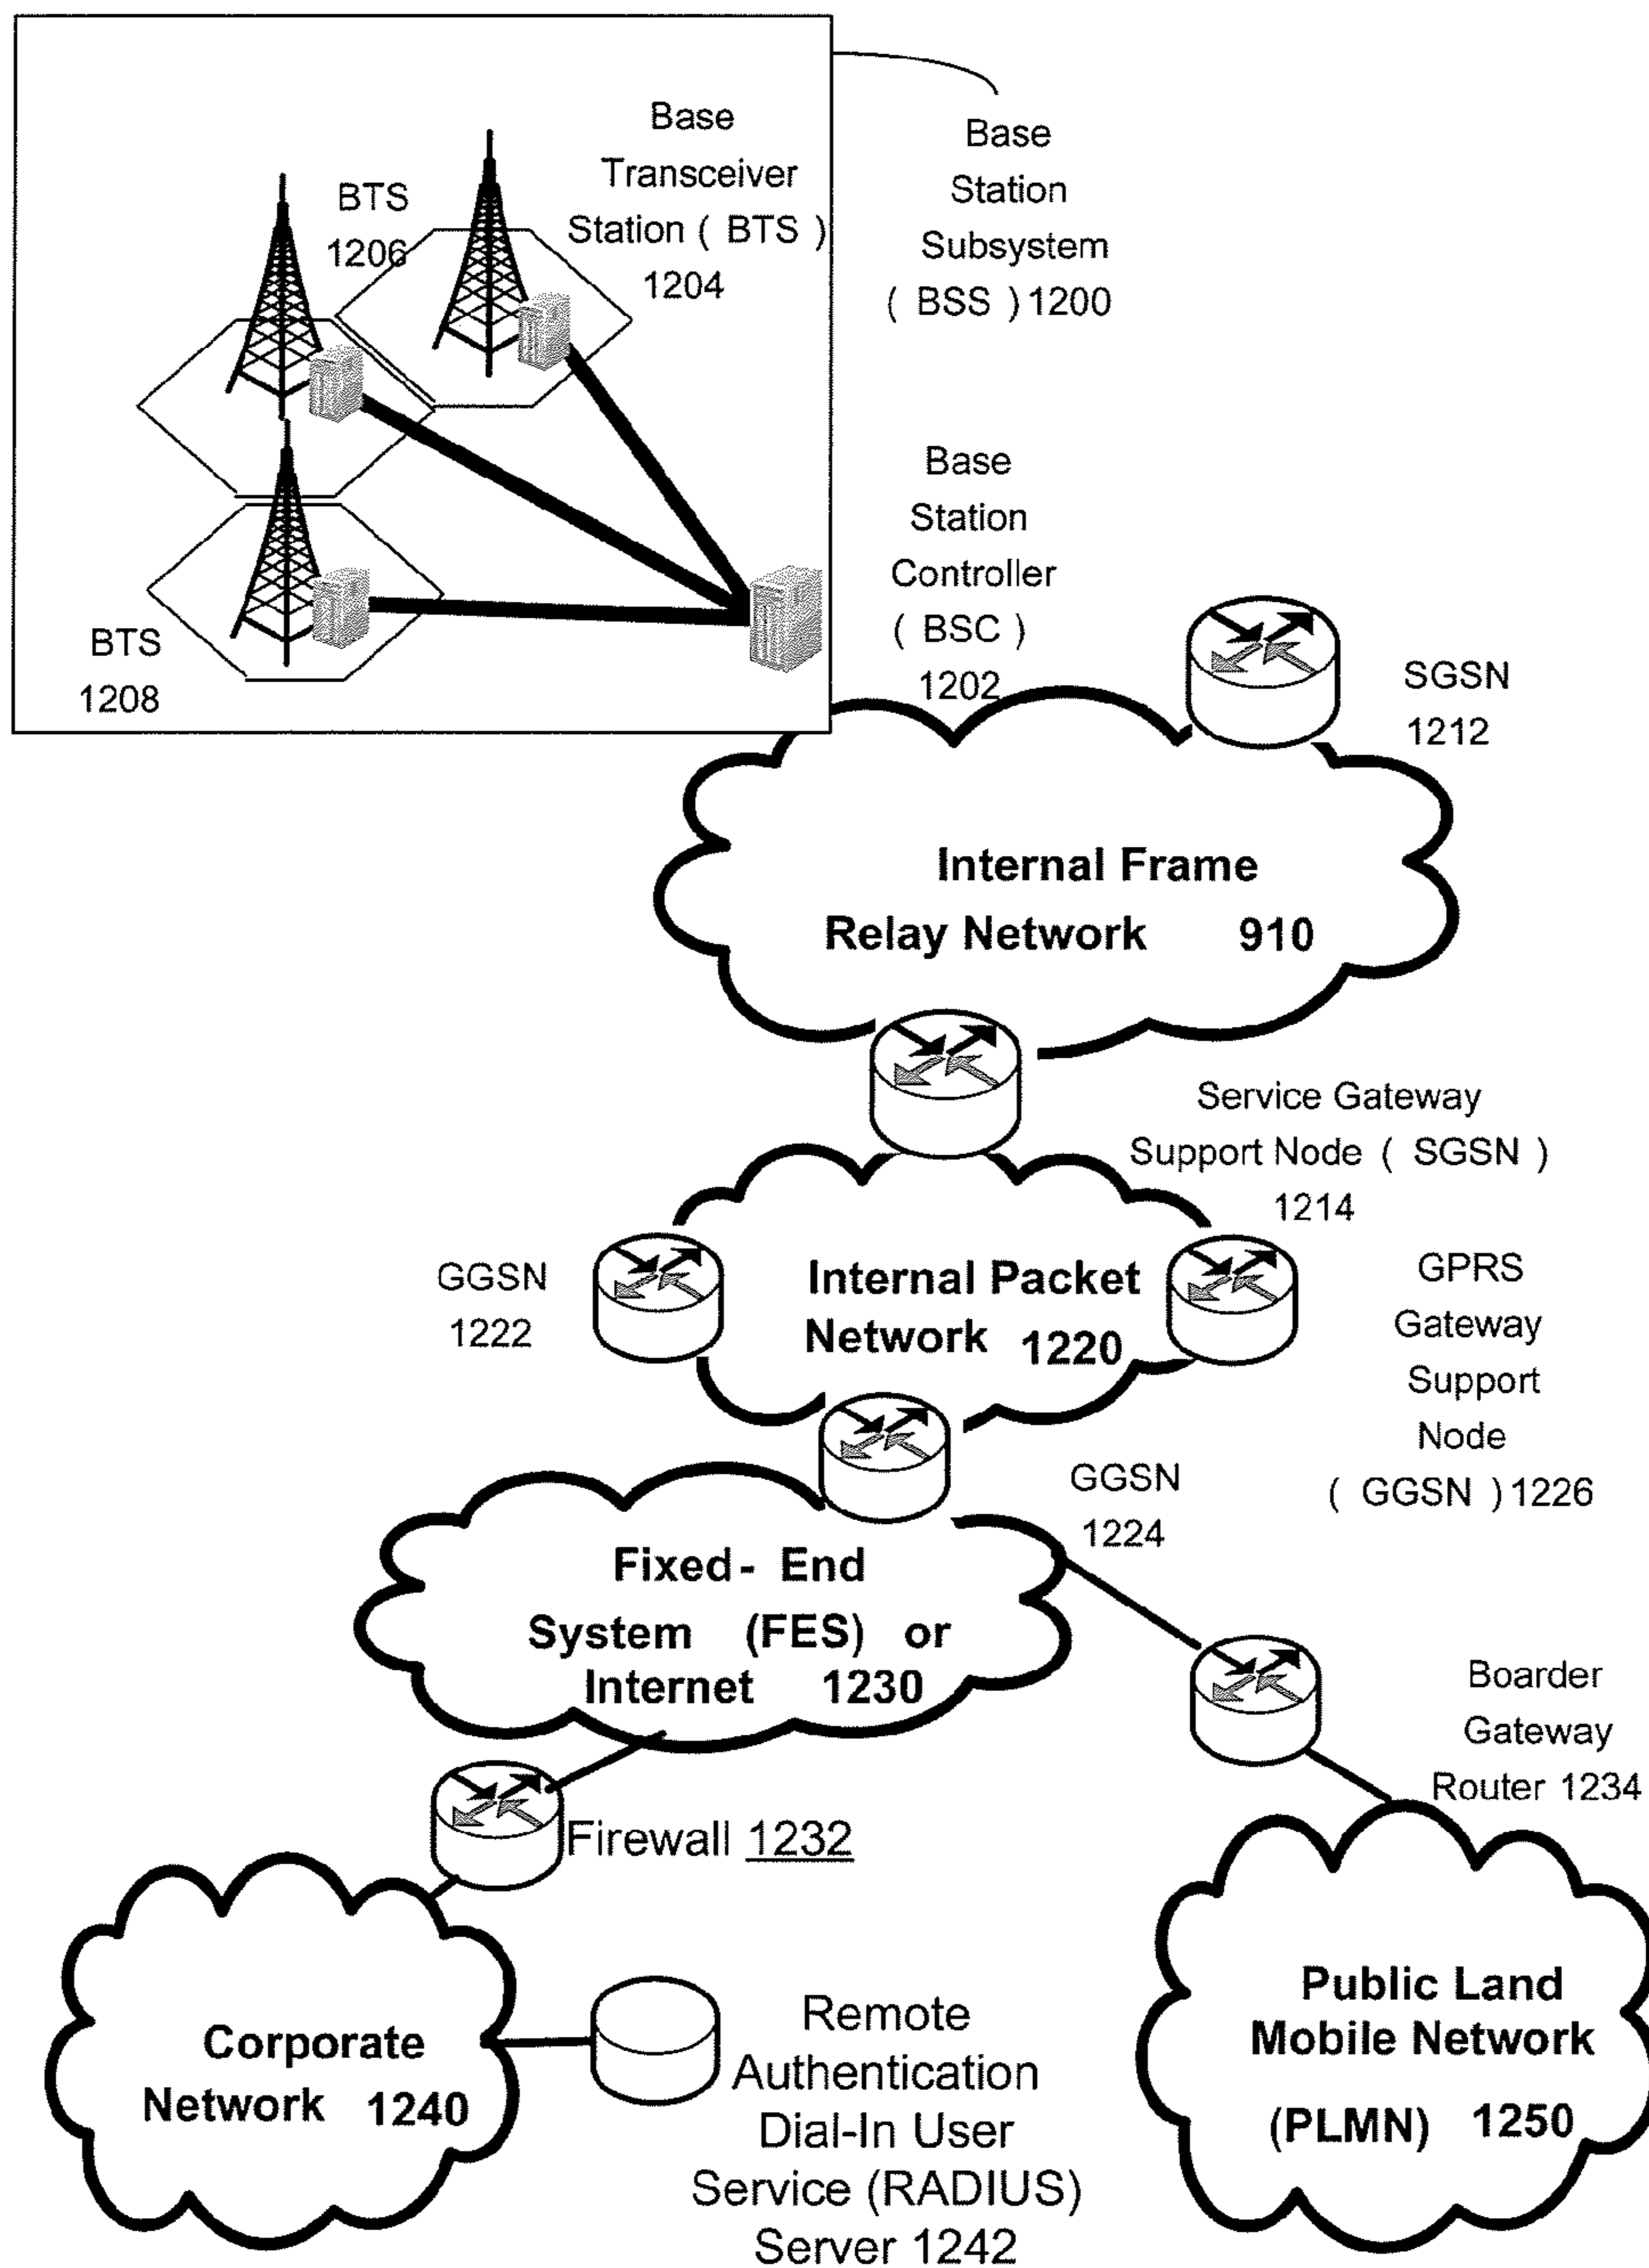 Base
Transceiver
Station ( BTS )
1204
BTS
1206
BTS
1208
Base
Station
Subsystem
( BSS ) 1200
Base
Station
Controller
( BSC )
1202
SGSN
1212
Internal Frame
Relay Network 910
Service Gateway
Support Node ( SGSN )
1214
GGSN
1222
Internal Packet
Network 1220
GPRS
Gateway
Support
Node
( GGSN ) 1226
GGSN
1224
Fixed- End
System (FES) or
Internet 1230
Boarder
Gateway
Router 1234
Firewall 1232
Corporate
Network 1240
Remote
Authentication
Dial-In User
Service (RADIUS)
Server 1242
Public Land
Mobile Network
(PLMN) 1250